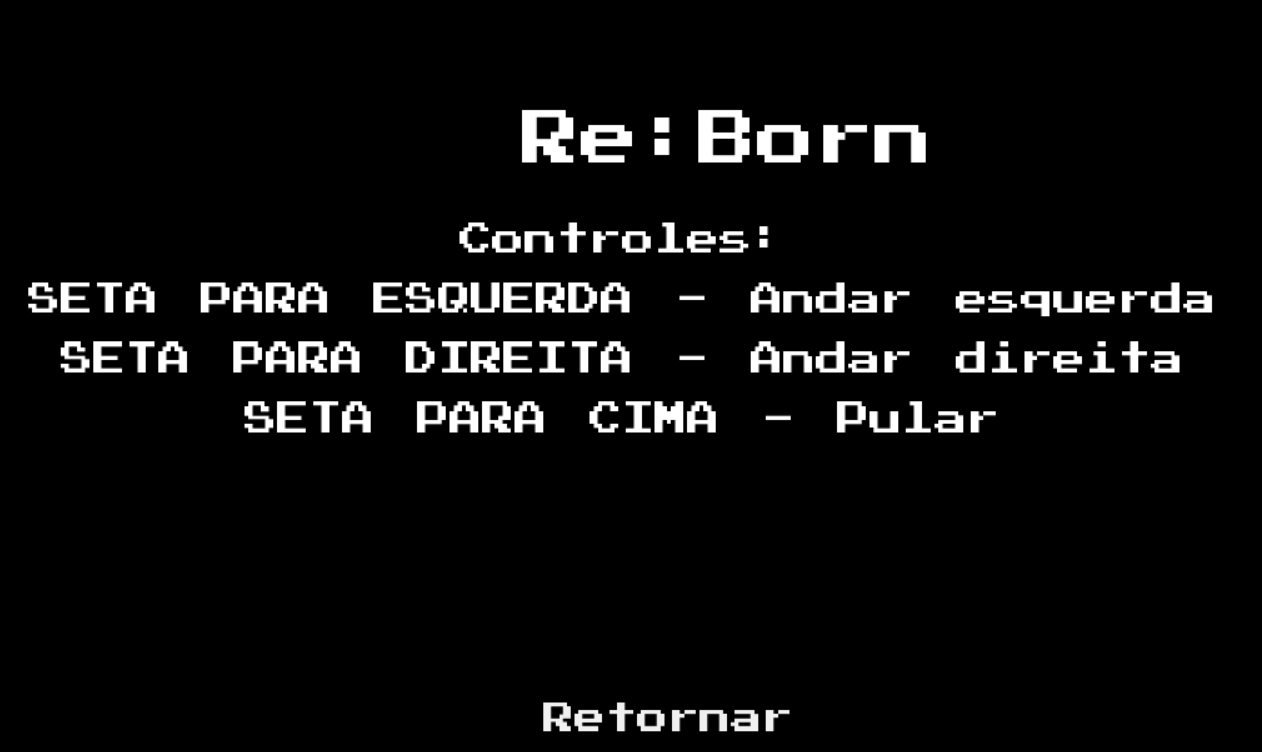 Re:Born
Controles:
SETA PARA ESQUERDA - Andar esquerda
SETA PARA DIREITA - Andar direita
SETA PARA CIMA - Pular
Retornar